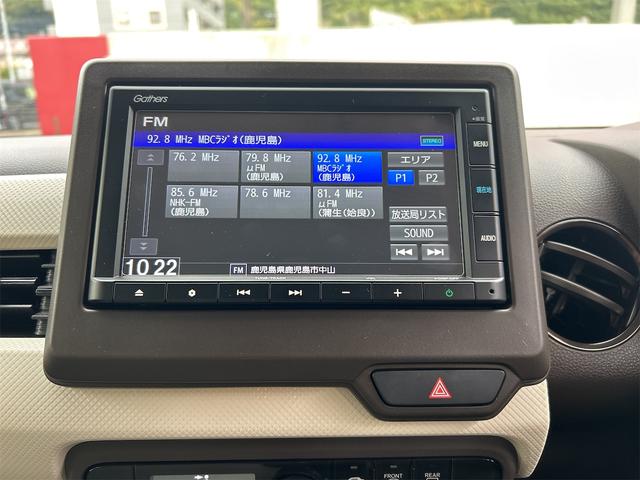 Gathers
FM
92.8 MHz MBCラジオ(鹿児島)
STEREO
76.2 MHz
79.8 MHz
μFM
(鹿児島)
92.8 MHz
MBCラジオ
(鹿児島)
エリア
P1 P2
85.6 MHz
NHK-FM
(鹿児島)
78.6 MHz
81.4 MHz
μFM
(蒲生(姶良))
放送局リスト
SOUND
10:22
FM 鹿児島県鹿児島市中山
MENU
現在地
AUDIO
FRONT
REAR